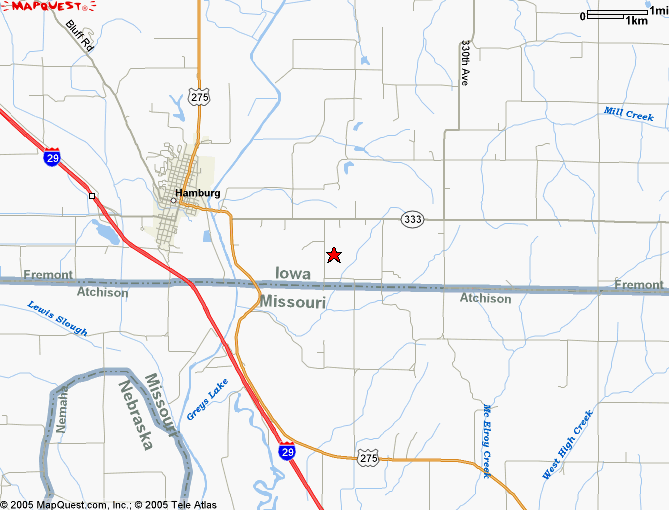 MAPQUEST
1mi
0 1km
Bluff Rd
330th Ave
275
Mill Creek
29
Hamburg
333
Iowa
Fremont
Fremont
Atchison
Missouri
Atchison
Lewis Slough
Missouri
Nebraska
Nemaha
Greys Lake
Mc Elroy Creek
West High Creek
29
275
© 2005 MapQuest.com, Inc.; © 2005 Tele Atlas